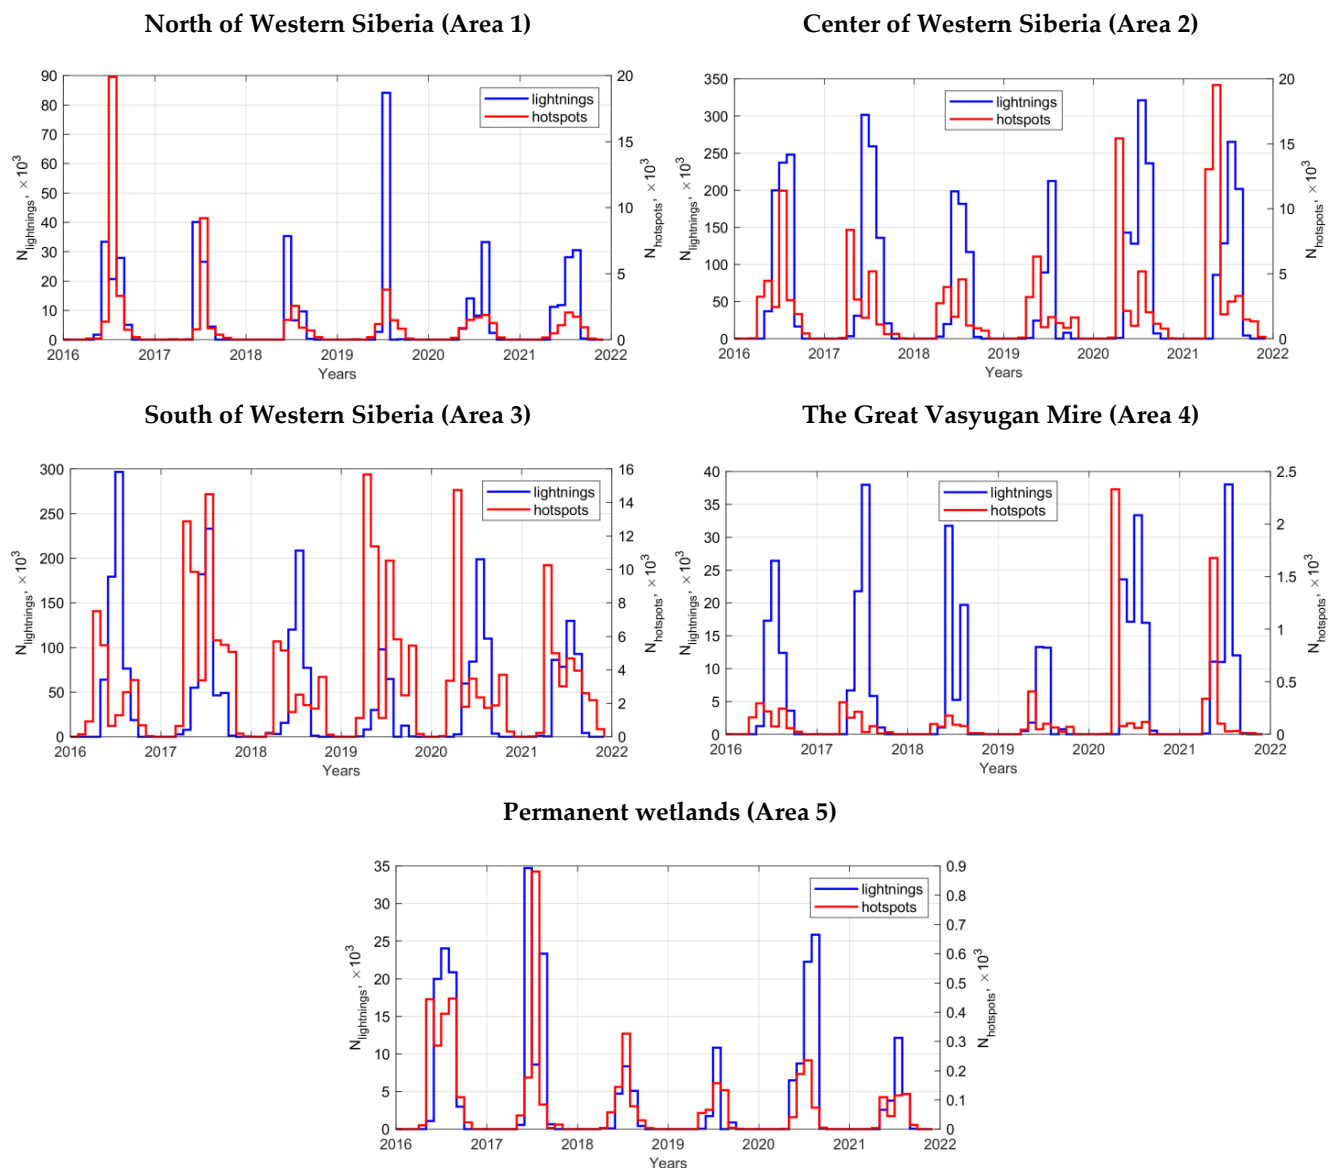 North of Western Siberia (Area 1)
Center of Western Siberia (Area 2)
90
80
70
60
50
40
30
20
10
0
N_lightnings, ×10^3
20
15
10
5
0
N_hotspots, ×10^3
lightnings
hotspots
2016 2017 2018 2019 2020 2021 2022
Years
350
300
250
200
150
100
50
0
N_lightnings, ×10^3
20
15
10
5
0
N_hotspots, ×10^3
lightnings
hotspots
2016 2017 2018 2019 2020 2021 2022
Years
South of Western Siberia (Area 3)
The Great Vasyugan Mire (Area 4)
300
250
200
150
100
50
0
N_lightnings, ×10^3
16
14
12
10
8
6
4
2
0
N_hotspots, ×10^3
lightnings
hotspots
2016 2017 2018 2019 2020 2021 2022
Years
40
35
30
25
20
15
10
5
0
N_lightnings, ×10^3
2.5
2
1.5
1
0.5
0
N_hotspots, ×10^3
lightnings
hotspots
2016 2017 2018 2019 2020 2021 2022
Years
Permanent wetlands (Area 5)
35
30
25
20
15
10
5
0
N_lightnings, ×10^3
0.9
0.8
0.7
0.6
0.5
0.4
0.3
0.2
0.1
0
N_hotspots, ×10^3
lightnings
hotspots
2016 2017 2018 2019 2020 2021 2022
Years